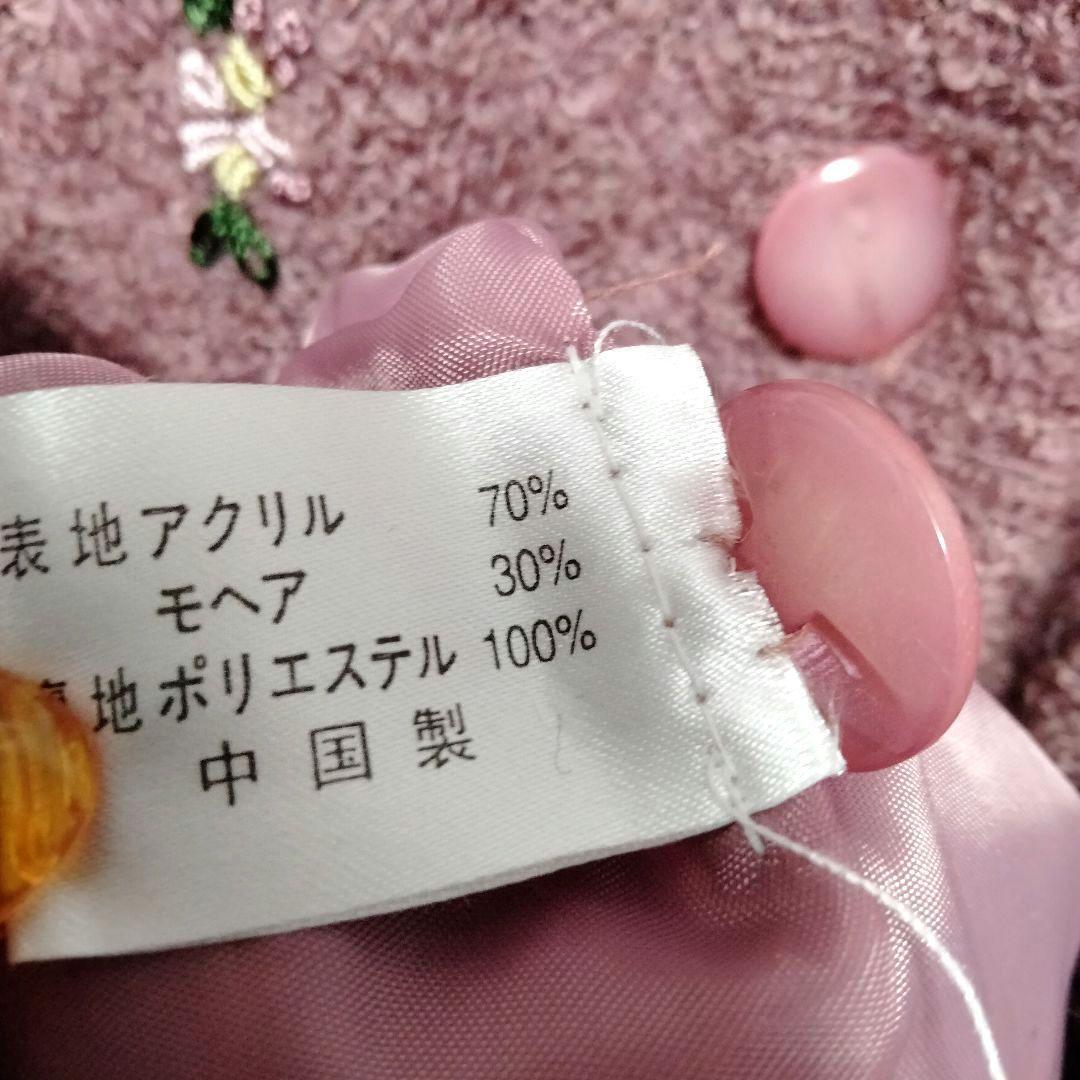 表地アクリル 70%
モヘア 30%
地ポリエステル 100%
中国製